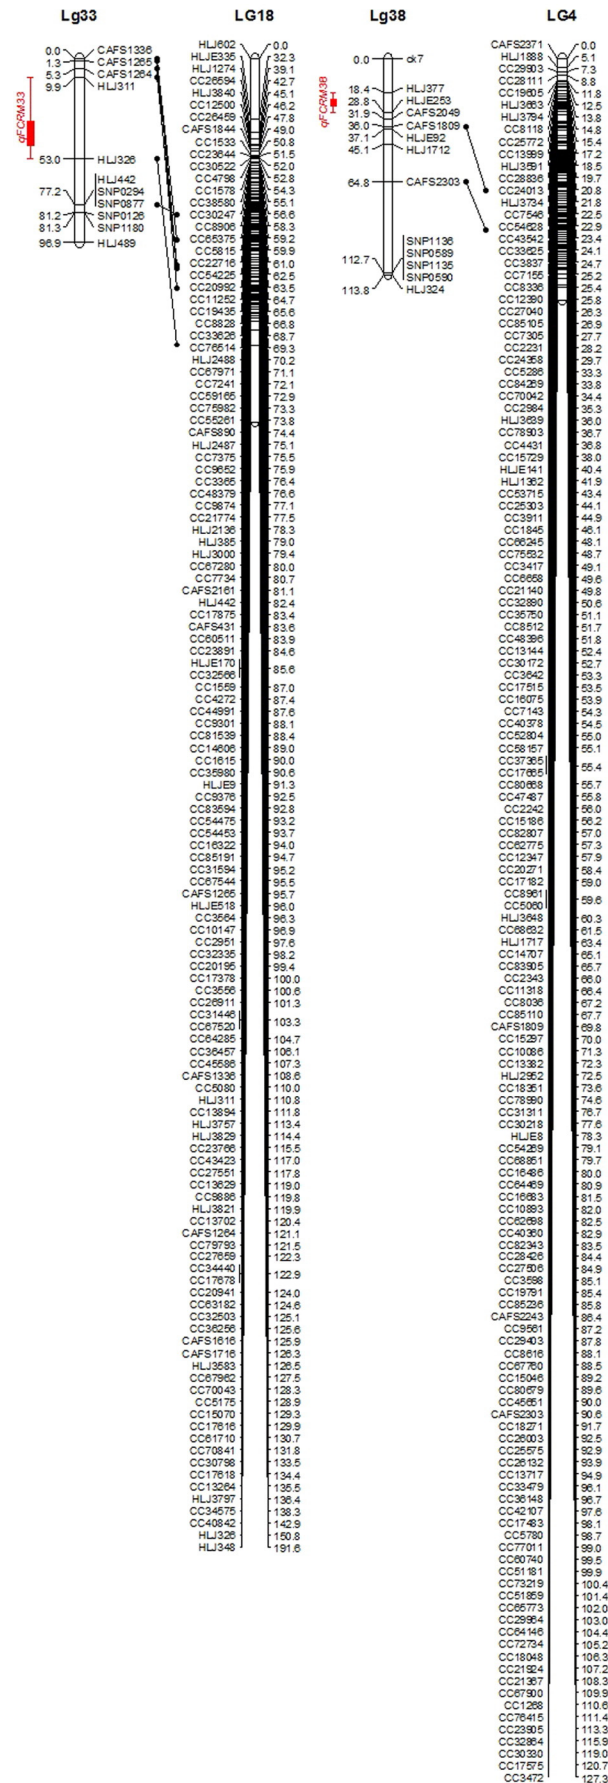 Lg33
0.0 CAFS1336
1.3 CAFS1265
5.3 CAFS1264
9.9 HLJ311
qFCRM33
53.0 HLJ326
HLJ442
77.2 SNP0294
SNP0877
81.2 SNP0126
81.3 SNP1180
96.9 HLJ489
LG18
HLJ602 0.0
HLJE335 32.3
HLJ1274 39.1
CC26594 42.7
HLJ3840 45.1
CC12500 46.2
CC26459 47.8
CAFS1844 49.0
CC1533 50.8
CC23644 51.5
CC30522 52.0
CC4798 52.8
CC1578 54.3
CC38580 55.1
CC30247 56.6
CC8906 58.3
CC65375 59.2
CC5815 59.9
CC22716 61.0
CC54225 62.5
CC20992 63.5
CC11252 64.7
CC19435 65.6
CC8828 66.8
CC33626 68.7
CC76514 69.3
HLJ2488 70.2
CC67971 71.1
CC7241 72.1
CC59165 72.9
CC75982 73.3
CC55261 73.8
CAFS890 74.4
HLJ2487 75.1
CC7375 75.5
CC9652 75.9
CC3365 76.4
CC48379 76.6
CC9874 77.1
CC21774 77.5
HLJ2136 78.3
HLJ385 79.0
HLJ3000 79.4
CC67280 80.0
CC7734 80.7
CAFS2161 81.1
HLJ442 82.4
CC17875 83.4
CAFS431 83.6
CC60511 83.9
CC23891 84.6
HLJE170
CC32566 85.6
CC1559 87.0
CC4272 87.4
CC44991 87.6
CC9301 88.1
CC81539 88.4
CC14606 89.0
CC1615 90.0
CC35980 90.6
HLJE9 91.3
CC9376 92.5
CC83594 92.8
CC54475 93.2
CC54453 93.7
CC16322 94.0
CC85191 94.7
CC31594 95.2
CC67544 95.5
CAFS1265 95.7
HLJE518 96.0
CC3564 96.3
CC10147 96.9
CC2951 97.6
CC32335 98.2
CC20195 99.4
CC17378 100.0
CC3556 100.6
CC26911 101.3
CC31446
CC67520 103.3
CC64285 104.7
CC36457 106.1
CC45586 107.3
CAFS1336 108.6
CC5080 110.0
HLJ311 110.8
CC13894 111.8
HLJ3757 113.4
HLJ3829 114.4
CC23766 115.5
CC43423 117.0
CC27551 117.8
CC13629 119.0
CC9886 119.8
HLJ3821 119.9
CC13702 120.4
CAFS1264 121.1
CC79793 121.5
CC27659 122.3
CC34440
CC17678 122.9
CC20941 124.0
CC63182 124.6
CC32503 125.1
CC36256 125.6
CAFS1616 125.9
CAFS1716 126.3
HLJ3583 126.5
CC67962 127.5
CC70043 128.3
CC5175 128.9
CC15070 129.3
CC17616 129.9
CC61710 130.7
CC70841 131.8
CC30798 133.5
CC17618 134.4
CC13264 135.5
HLJ3797 136.4
CC34575 138.3
CC40842 142.9
HLJ326 150.8
HLJ348 191.6
Lg38
0.0 ck7
18.4 HLJ377
qFCRM38
28.8 HLJE253
31.9 CAFS2049
36.0 CAFS1809
37.1 HLJE92
45.1 HLJ1712
64.8 CAFS2303
SNP1136
112.7 SNP0589
SNP1135
SNP0590
113.8 HLJ324
LG4
CAFS2371 0.0
HLJ1888 5.1
CC29903 7.3
CC28111 8.8
CC19605 11.8
HLJ3663 12.5
HLJ3794 13.8
CC8118 14.8
CC25772 15.4
CC13999 17.2
HLJ3591 18.5
CC28836 19.7
CC24013 20.8
HLJ3734 21.8
CC7546 22.5
CC54628 22.9
CC43542 23.4
CC33625 24.1
CC3837 24.7
CC7155 25.2
CC8336 25.4
CC12390 25.8
CC27040 26.3
CC85105 26.9
CC7305 27.7
CC2231 28.2
CC24358 29.7
CC5286 33.3
CC84269 33.8
CC70042 34.4
CC2984 35.3
HLJ3639 36.0
CC78903 36.7
CC4431 36.8
CC15729 38.0
HLJE141 40.4
HLJ1362 41.9
CC53715 43.4
CC25303 44.1
CC3911 44.9
CC1845 46.1
CC66245 48.1
CC75532 48.7
CC3417 49.1
CC6658 49.6
CC21140 49.8
CC32890 50.6
CC35750 51.1
CC8512 51.7
CC48396 51.8
CC13144 52.4
CC30172 52.7
CC3642 53.3
CC17515 53.5
CC16075 53.9
CC7143 54.3
CC40378 54.5
CC52804 55.0
CC58157 55.1
CC37365
CC17665 55.4
CC80668 55.7
CC47487 55.8
CC2242 56.0
CC15186 56.2
CC82807 57.0
CC62775 57.3
CC12347 57.9
CC20271 58.4
CC17182 59.0
CC8961
CC5060 59.6
HLJ3648 60.3
CC68632 61.5
HLJ1717 63.4
CC14707 65.1
CC83905 65.7
CC2343 66.0
CC11318 66.4
CC8036 67.2
CC85110 67.7
CAFS1809 69.8
CC15297 70.0
CC10086 71.3
CC13382 72.3
HLJ2952 72.5
CC18351 73.6
CC78990 74.6
CC31311 76.7
CC30218 77.6
HLJE8 78.3
CC54269 79.1
CC68851 79.7
CC16486 80.0
CC64469 80.9
CC16683 81.5
CC10893 82.0
CC62698 82.5
CC40360 82.9
CC82343 83.5
CC28426 84.4
CC27506 84.9
CC3598 85.1
CC19791 85.4
CC85236 85.8
CAFS2243 86.4
CC9561 87.2
CC29403 87.8
CC8616 88.1
CC67760 88.5
CC15046 89.2
CC80679 89.6
CC45651 90.0
CAFS2303 90.6
CC18271 91.7
CC26003 92.5
CC25575 92.9
CC26132 93.9
CC13717 94.9
CC33479 96.1
CC36148 96.7
CC42107 97.6
CC17483 98.1
CC5780 98.7
CC77011 99.0
CC60740 99.5
CC51181 99.9
CC73219 100.4
CC51859 101.4
CC65773 102.0
CC29964 103.0
CC64146 104.4
CC72734 105.2
CC18048 106.3
CC21924 107.2
CC21367 108.3
CC67900 109.9
CC1268 110.6
CC76415 111.4
CC23905 113.3
CC32864 115.9
CC30330 119.0
CC17575 120.7
CC3472 127.3